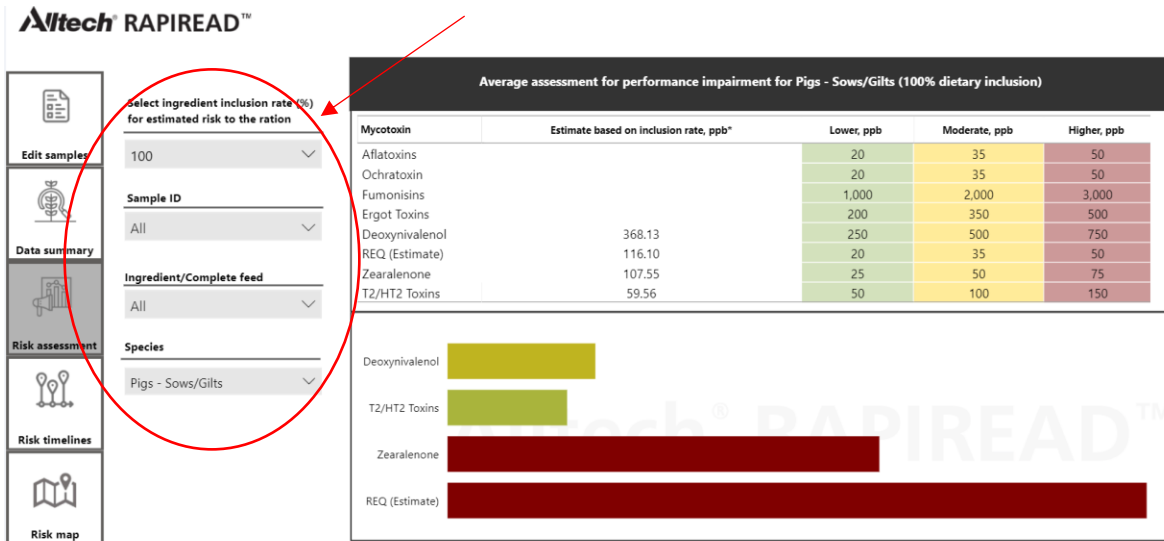 Alltech® RAPIREAD™
Edit samples
Data summary
Risk assessment
Risk timelines
Risk map
Select ingredient inclusion rate (%)
for estimated risk to the ration
100
Sample ID
All
Ingredient/Complete feed
All
Species
Pigs - Sows/Gilts
Average assessment for performance impairment for Pigs - Sows/Gilts (100% dietary inclusion)
Mycotoxin Estimate based on inclusion rate, ppb* Lower, ppb Moderate, ppb Higher, ppb
Aflatoxins 20 35 50
Ochratoxin 20 35 50
Fumonisins 1,000 2,000 3,000
Ergot Toxins 200 350 500
Deoxynivalenol 368.13 250 500 750
REQ (Estimate) 116.10 20 35 50
Zearalenone 107.55 25 50 75
T2/HT2 Toxins 59.56 50 100 150
Deoxynivalenol
T2/HT2 Toxins
Alltech® RAPIREAD™
Zearalenone
REQ (Estimate)